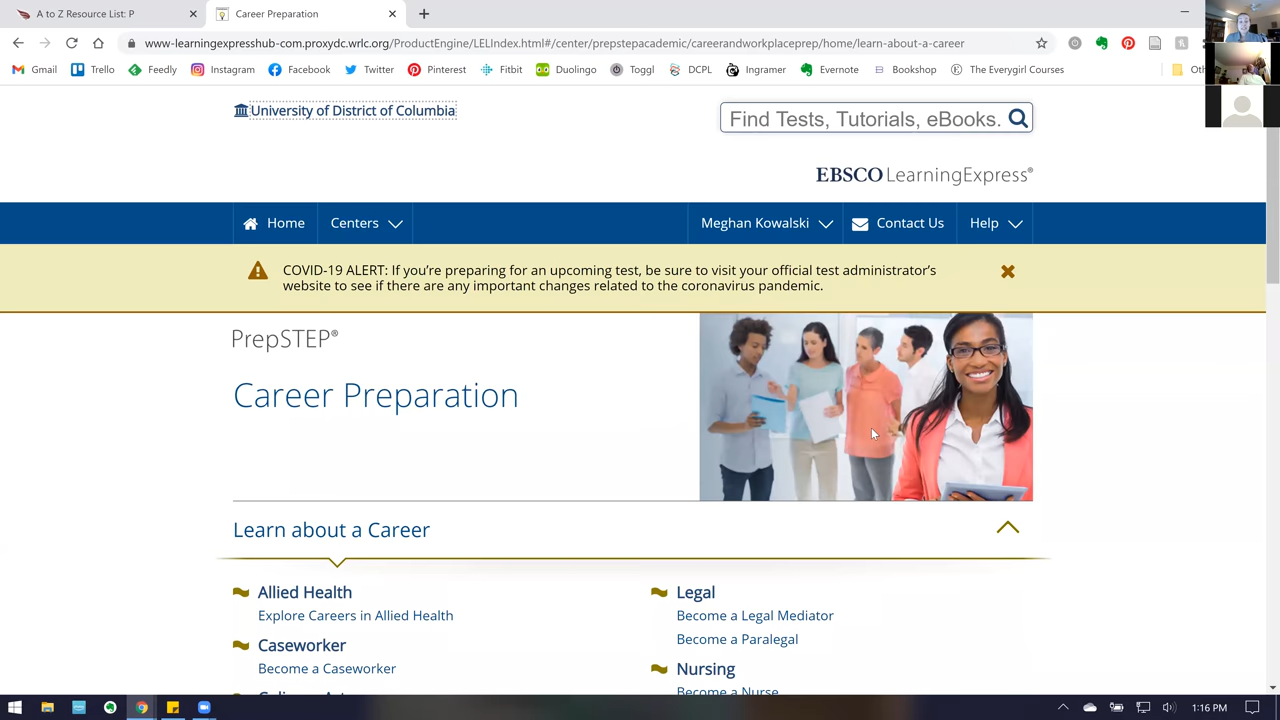 A to Z Resource List: P
Career Preparation
www-learningexpresshub-com.proxydc.wrlc.org/ProductEngine/LELIndex.html#/center/prepstepacademic/careerandworkplaceprep/home/learn-about-a-career
Gmail Trello Feedly Instagram Facebook Twitter Pinterest Fitbit Duolingo Toggl DCPL Ingramer Evernote Bookshop The Everygirl Courses
University of District of Columbia
Find Tests, Tutorials, eBooks.
EBSCO LearningExpress®
Home Centers Meghan Kowalski Contact Us Help
COVID-19 ALERT: If you're preparing for an upcoming test, be sure to visit your official test administrator's
website to see if there are any important changes related to the coronavirus pandemic.
PrepSTEP®
Career Preparation
Learn about a Career
Allied Health
Explore Careers in Allied Health
Caseworker
Become a Caseworker
Legal
Become a Legal Mediator
Become a Paralegal
Nursing
Become a Nurse
1:16 PM